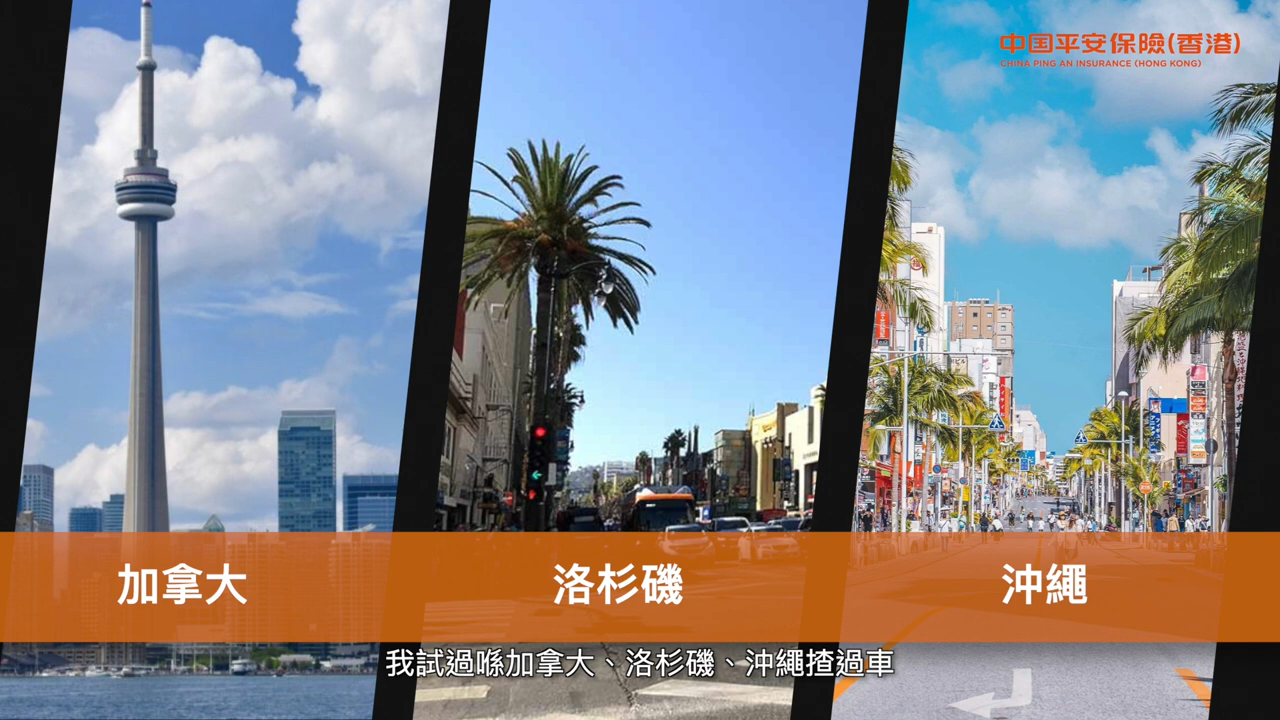 中国平安保險(香港)
CHINA PING AN INSURANCE (HONG KONG)
加拿大
洛杉磯
沖繩
我試過喺加拿大、洛杉磯、沖繩揸過車